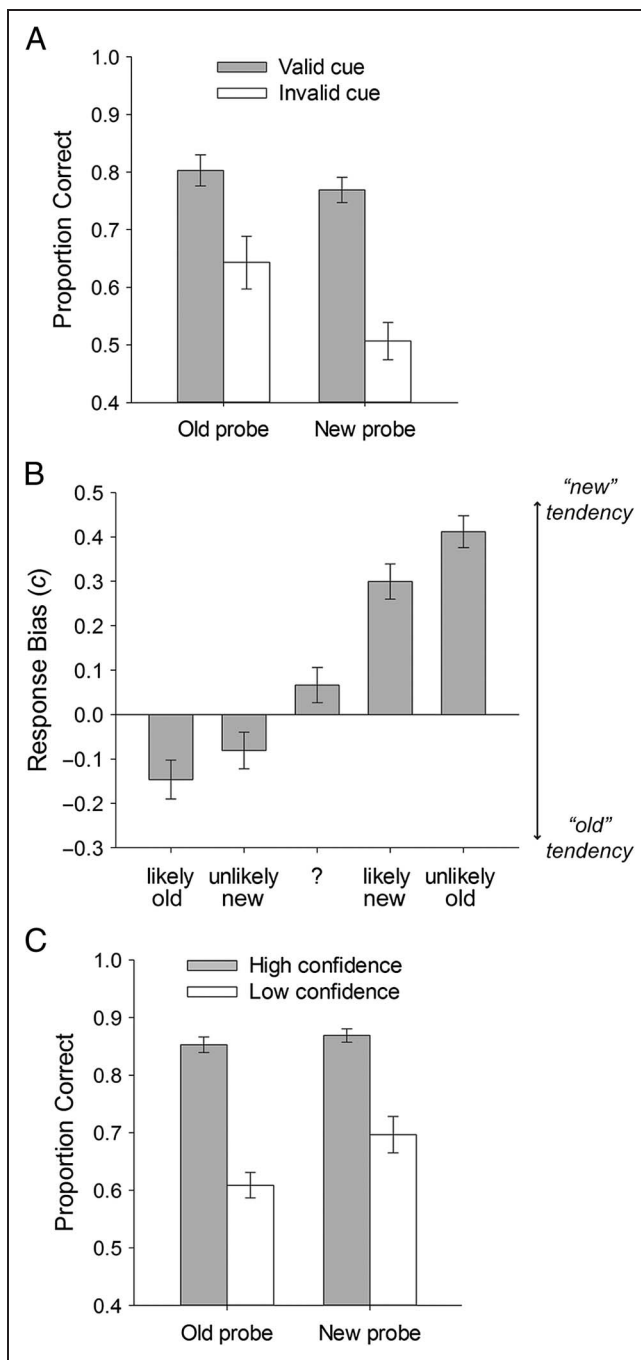 A
Valid cue
Invalid cue
Proportion Correct
1.0
0.9
0.8
0.7
0.6
0.5
0.4
Old probe
New probe
B
"new"
tendency
Response Bias (c)
0.5
0.4
0.3
0.2
0.1
0.0
−0.1
−0.2
−0.3
"old"
tendency
likely
old
unlikely
new
?
likely
new
unlikely
old
C
High confidence
Low confidence
Proportion Correct
1.0
0.9
0.8
0.7
0.6
0.5
0.4
Old probe
New probe